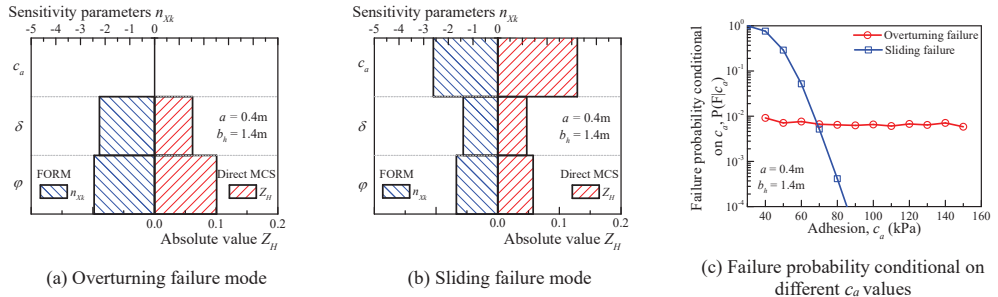 Sensitivity parameters n_Xk
-5 -4 -3 -2 -1 0
c_a
δ
φ
a = 0.4m
b_h = 1.4m
FORM
n_Xk
Direct MCS
Z_H
0.0 0.1 0.2
Absolute value Z_H
(a) Overturning failure mode
Sensitivity parameters n_Xk
-5 -4 -3 -2 -1 0
c_a
δ
φ
a = 0.4m
b_h = 1.4m
FORM
n_Xk
Direct MCS
Z_H
0.0 0.1 0.2
Absolute value Z_H
(b) Sliding failure mode
Failure probability conditional
on c_a, P(F|c_a)
10^0
10^-1
10^-2
10^-3
10^-4
Overturning failure
Sliding failure
a = 0.4m
b_h = 1.4m
40 60 80 100 120 140 160
Adhesion, c_a (kPa)
(c) Failure probability conditional on
different c_a values